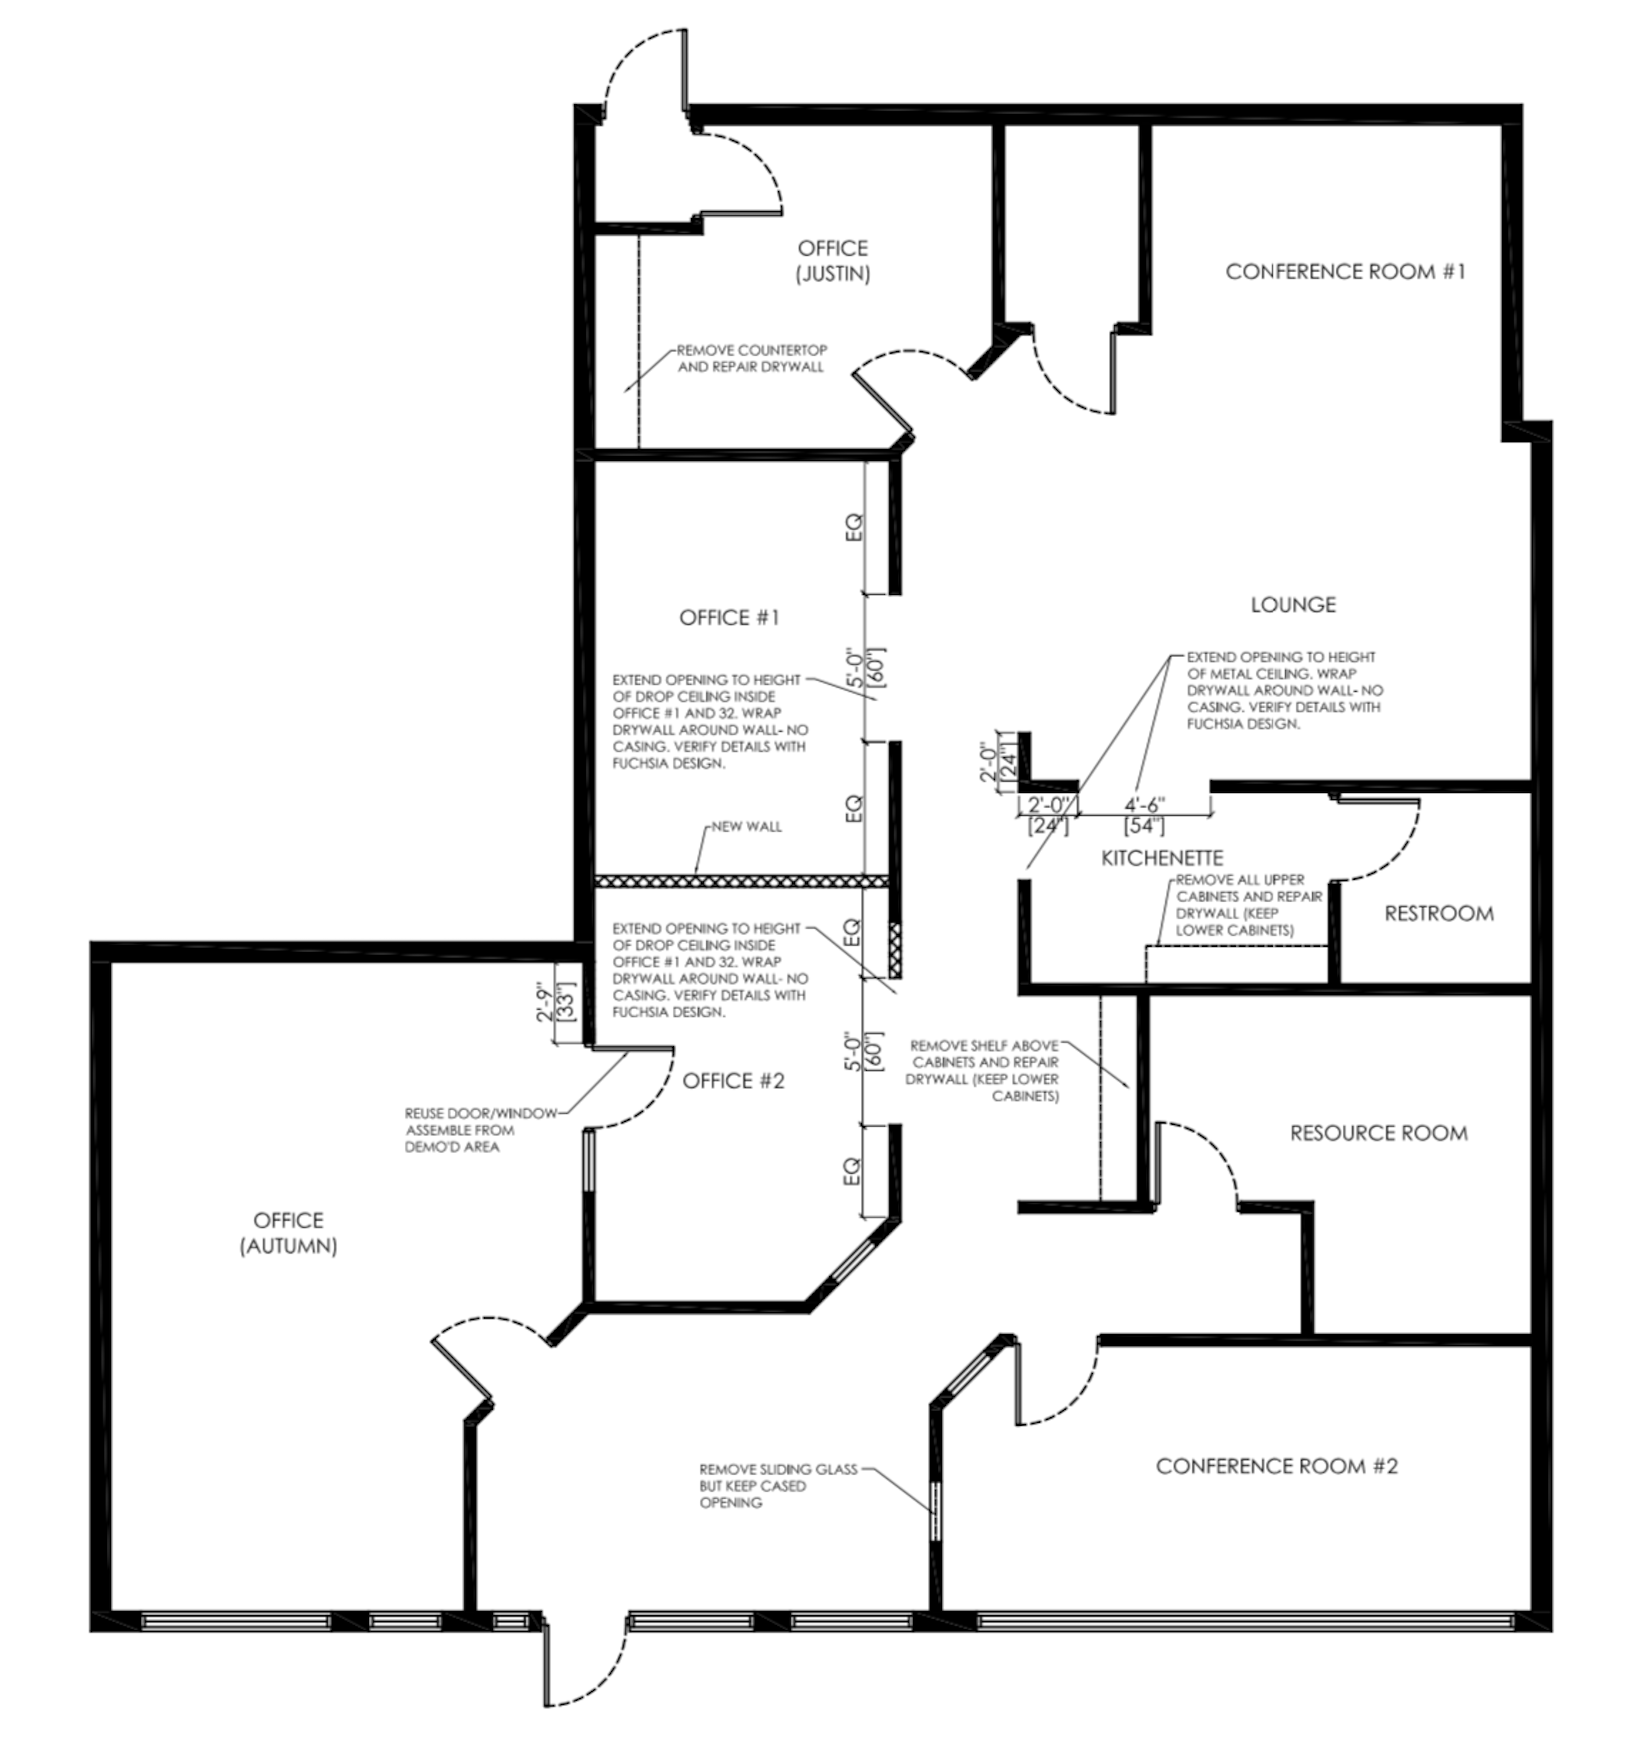 OFFICE
(JUSTIN)
CONFERENCE ROOM #1
REMOVE COUNTERTOP
AND REPAIR DRYWALL
EQ
OFFICE #1
LOUNGE
EXTEND OPENING TO HEIGHT
OF DROP CEILING INSIDE
OFFICE #1 AND 32. WRAP
DRYWALL AROUND WALL- NO
CASING. VERIFY DETAILS WITH
FUCHSIA DESIGN.
5'-0"
[60"]
EXTEND OPENING TO HEIGHT
OF METAL CEILING. WRAP
DRYWALL AROUND WALL- NO
CASING. VERIFY DETAILS WITH
FUCHSIA DESIGN.
2'-0"
[24"]
EQ
2'-0"
[24"]
4'-6"
[54"]
NEW WALL
KITCHENETTE
REMOVE ALL UPPER
CABINETS AND REPAIR
DRYWALL (KEEP
LOWER CABINETS)
RESTROOM
EXTEND OPENING TO HEIGHT
OF DROP CEILING INSIDE
OFFICE #1 AND 32. WRAP
DRYWALL AROUND WALL- NO
CASING. VERIFY DETAILS WITH
FUCHSIA DESIGN.
EQ
2'-9"
[33"]
5'-0"
[60"]
REMOVE SHELF ABOVE
CABINETS AND REPAIR
DRYWALL (KEEP LOWER
CABINETS)
OFFICE #2
REUSE DOOR/WINDOW
ASSEMBLE FROM
DEMO'D AREA
RESOURCE ROOM
EQ
OFFICE
(AUTUMN)
REMOVE SLIDING GLASS
BUT KEEP CASED
OPENING
CONFERENCE ROOM #2